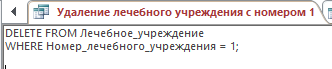 Удаление лечебного учреждения с номером 1
DELETE FROM Лечебное_учреждение
WHERE Номер_лечебного_учреждения = 1;